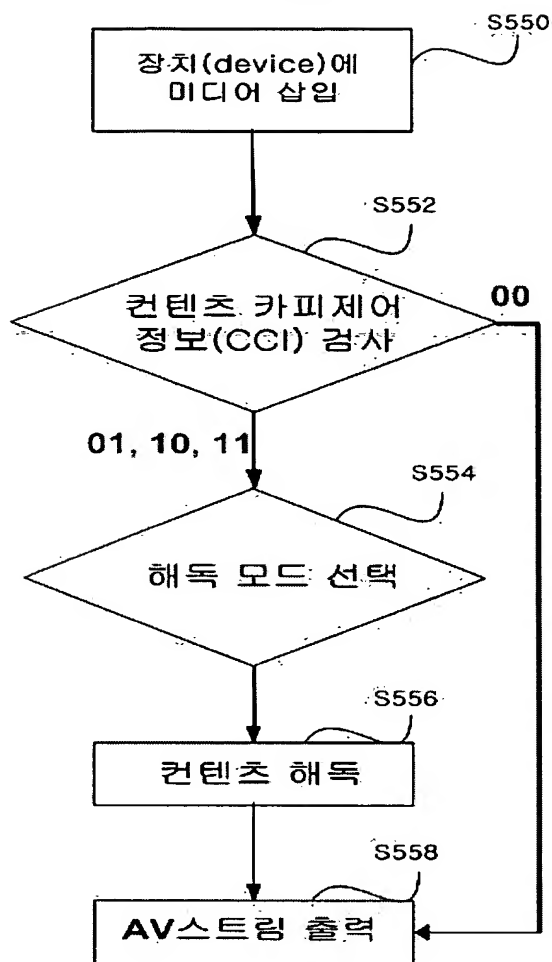 S550
장치(device)에
미디어 삽입
S552
컨텐츠 카피제어
정보(CCI) 검사
00
01, 10, 11
S554
해독 모드 선택
S556
컨텐츠 해독
S558
AV스트림 출력